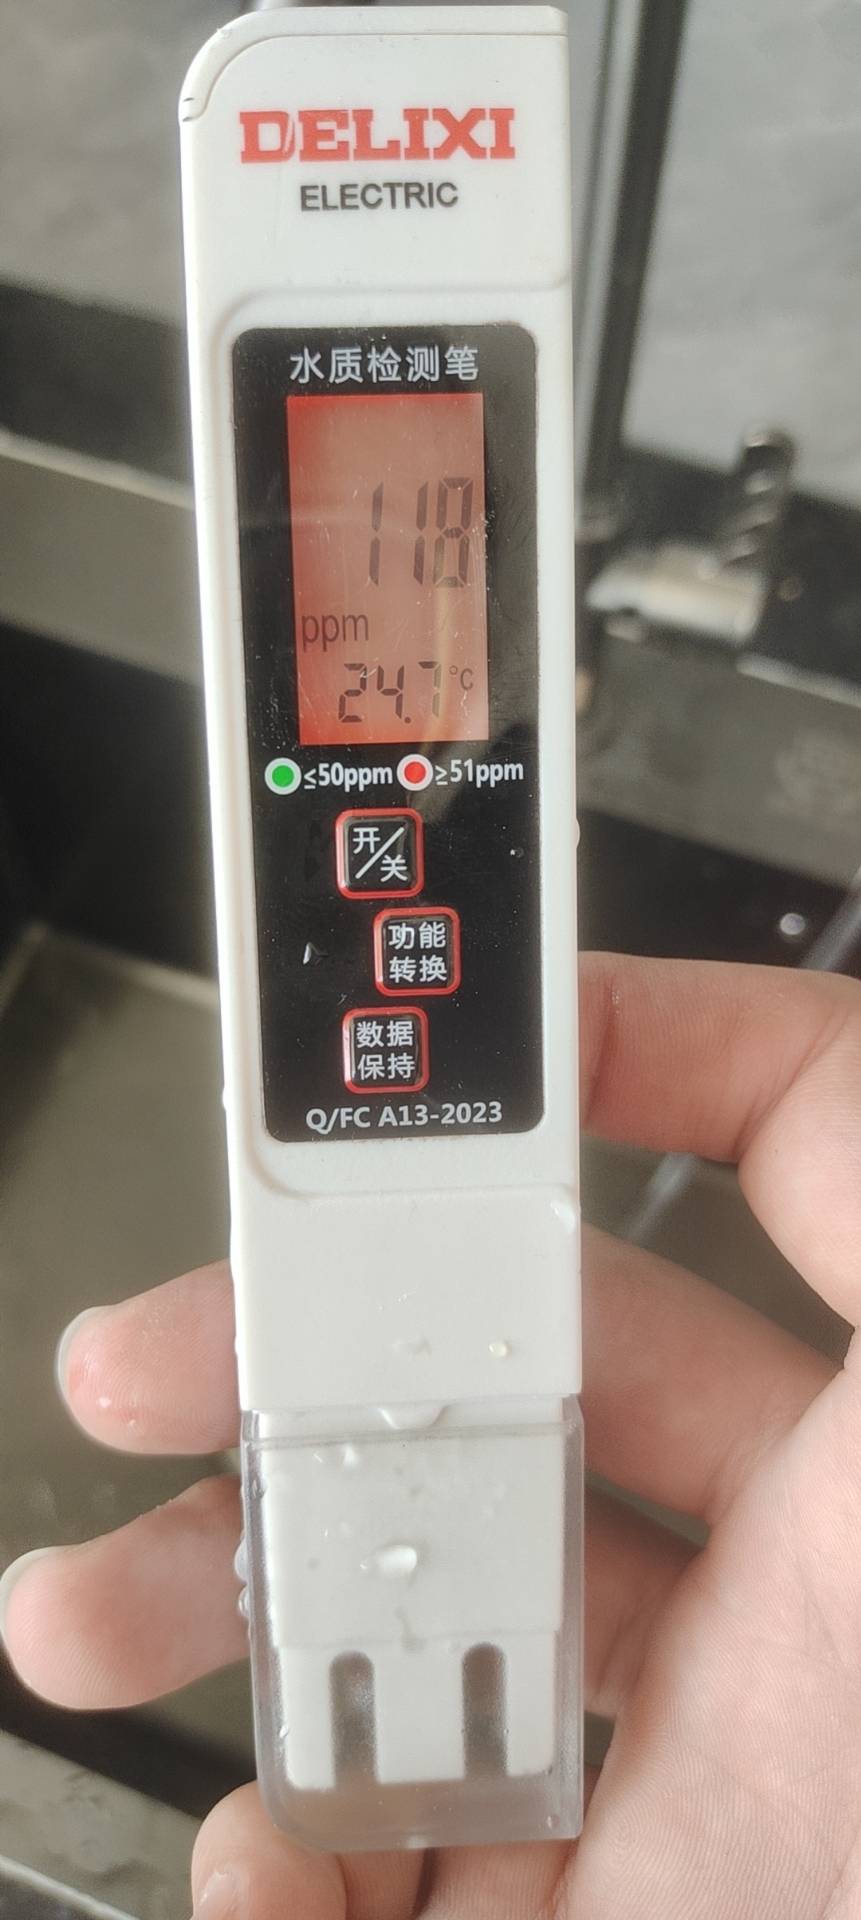 DELIXI
ELECTRIC
水质检测笔
118
ppm
24.7°C
≤50ppm ≥51ppm
开/关
功能
转换
数据
保持
Q/FC A13-2023